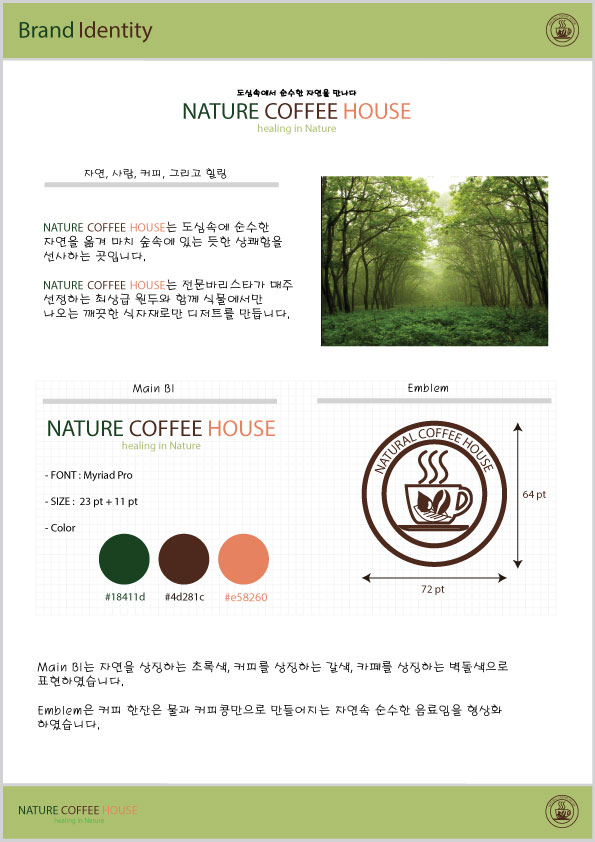 Brand Identity
도심속에서 순수한 자연을 만나다
NATURE COFFEE HOUSE
healing in Nature
자연, 사람, 커피, 그리고 힐링
NATURE COFFEE HOUSE는 도심속에 순수한
자연을 옮겨 마치 숲속에 있는 듯한 상쾌함을
선사하는 곳입니다.
NATURE COFFEE HOUSE는 전문바리스타가 매주
선정하는 최상급 원두와 함께 식물에서만
나오는 깨끗한 식자재로만 디저트를 만듭니다.
Main BI
NATURE COFFEE HOUSE
healing in Nature
- FONT : Myriad Pro
- SIZE : 23 pt + 11 pt
- Color
#18411d #4d281c #e58260
Emblem
NATURAL COFFEE HOUSE
64 pt
72 pt
Main BI는 자연을 상징하는 초록색, 커피를 상징하는 갈색, 카페를 상징하는 벽돌색으로
표현하였습니다.
Emblem은 커피 한잔은 물과 커피콩만으로 만들어지는 자연속 순수한 음료임을 형상화
하였습니다.
NATURE COFFEE HOUSE
healing in Nature